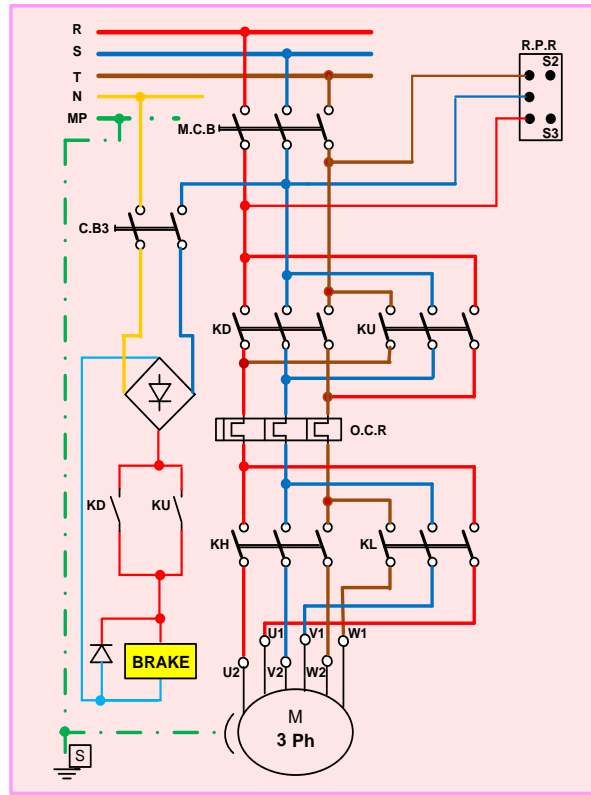 R
S
T
N
MP
R.P.R
S2
S3
M.C.B
C.B3
KD
KU
O.C.R
KD
KU
KH
KL
U1
V1
W1
BRAKE
U2
V2
W2
M
3 Ph
S